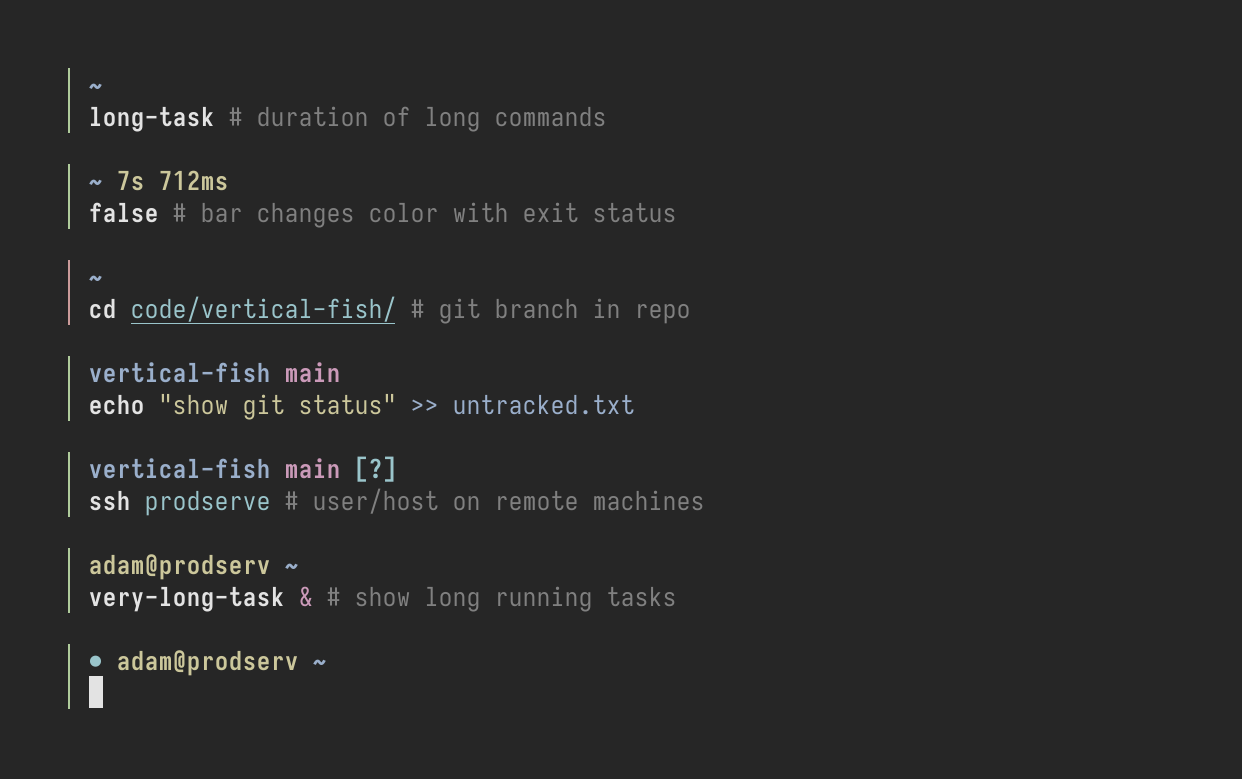 ~
long-task # duration of long commands
~ 7s 712ms
false # bar changes color with exit status
~
cd code/vertical-fish/ # git branch in repo
vertical-fish main
echo "show git status" >> untracked.txt
vertical-fish main [?]
ssh prodserve # user/host on remote machines
adam@prodserv ~
very-long-task & # show long running tasks
● adam@prodserv ~